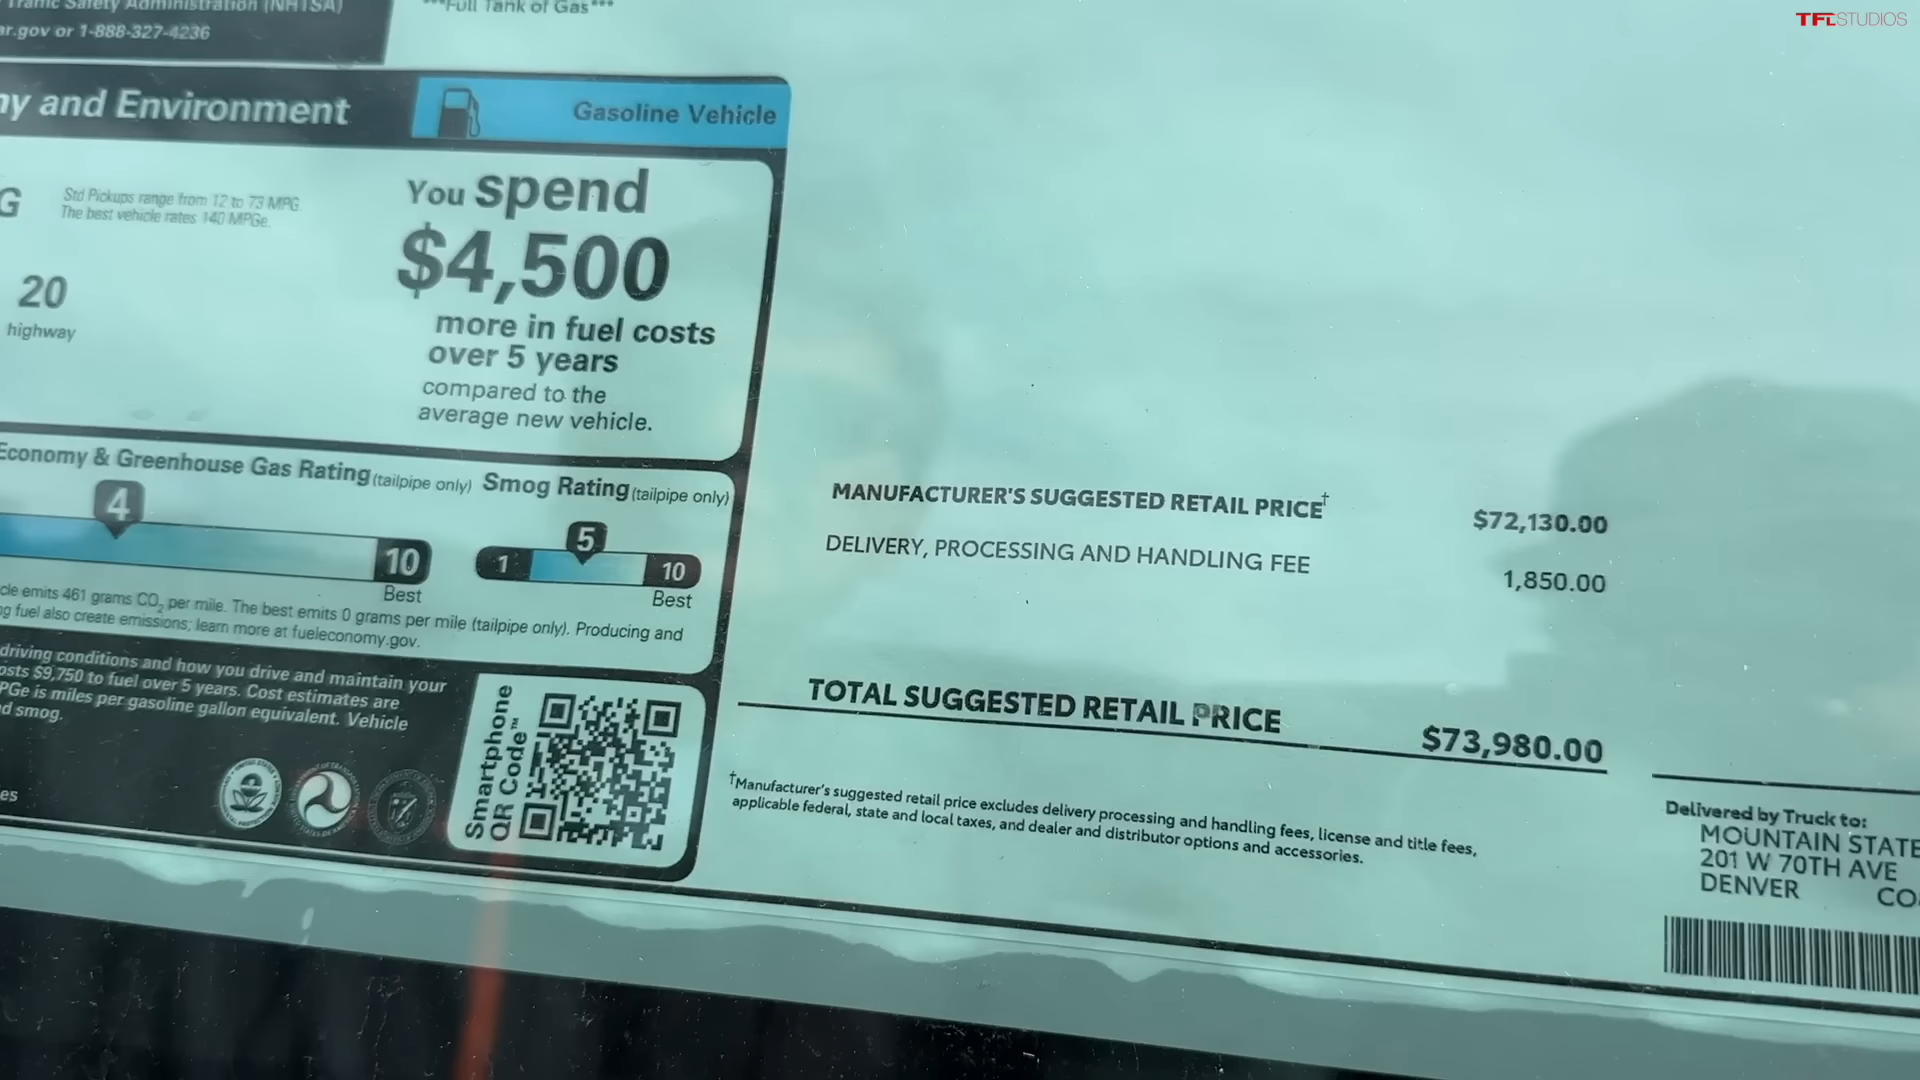 Traffic Safety Administration (NHTSA)
ar.gov or 1-888-327-4236
***Full Tank of Gas***
TFLSTUDIOS
y and Environment
Gasoline Vehicle
G
Std Pickups range from 12 to 73 MPG.
The best vehicle rates 140 MPGe.
20
highway
You spend
$4,500
more in fuel costs
over 5 years
compared to the
average new vehicle.
Economy & Greenhouse Gas Rating (tailpipe only)
4
10
Best
Smog Rating (tailpipe only)
5
1
10
Best
cle emits 461 grams CO2 per mile. The best emits 0 grams per mile (tailpipe only). Producing and
g fuel also create emissions; learn more at fueleconomy.gov.
driving conditions and how you drive and maintain your
osts $9,750 to fuel over 5 years. Cost estimates are
PGe is miles per gasoline gallon equivalent. Vehicle
d smog.
es
Smartphone
QR Code™
MANUFACTURER'S SUGGESTED RETAIL PRICE† $72,130.00
DELIVERY, PROCESSING AND HANDLING FEE 1,850.00
TOTAL SUGGESTED RETAIL PRICE $73,980.00
†Manufacturer's suggested retail price excludes delivery processing and handling fees, license and title fees,
applicable federal, state and local taxes, and dealer and distributor options and accessories.
Delivered by Truck to:
MOUNTAIN STATE
201 W 70TH AVE
DENVER CO